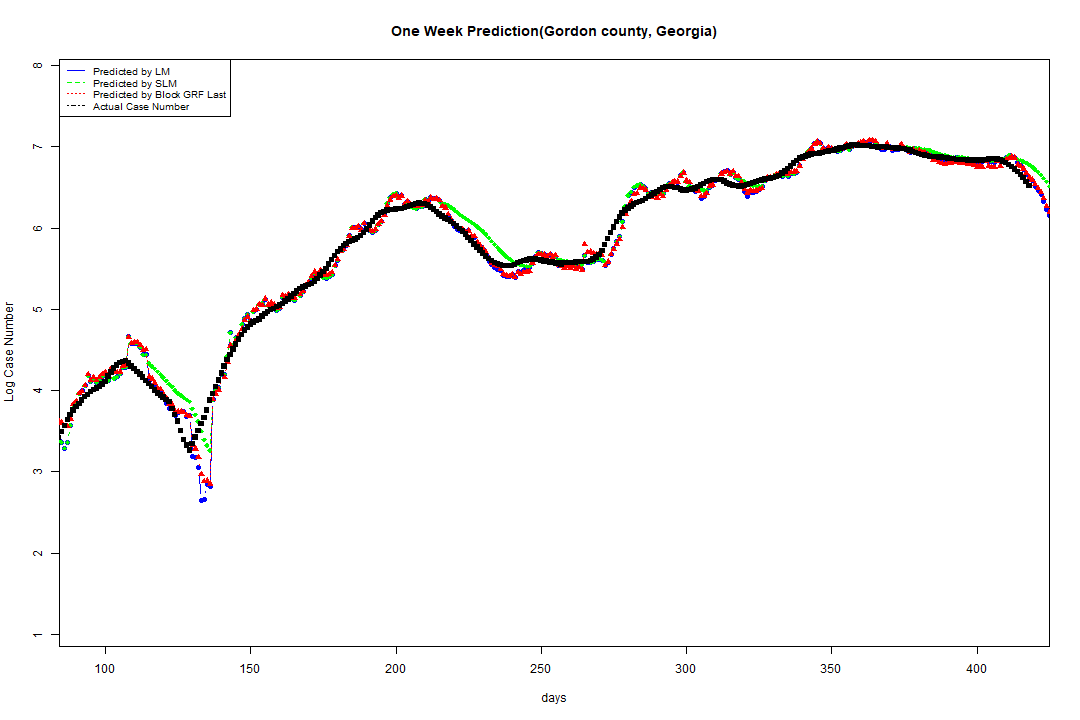 One Week Prediction(Gordon county, Georgia)
Predicted by LM
Predicted by SLM
Predicted by Block GRF Last
Actual Case Number
Log Case Number
8
7
6
5
4
3
2
1
100 150 200 250 300 350 400
days